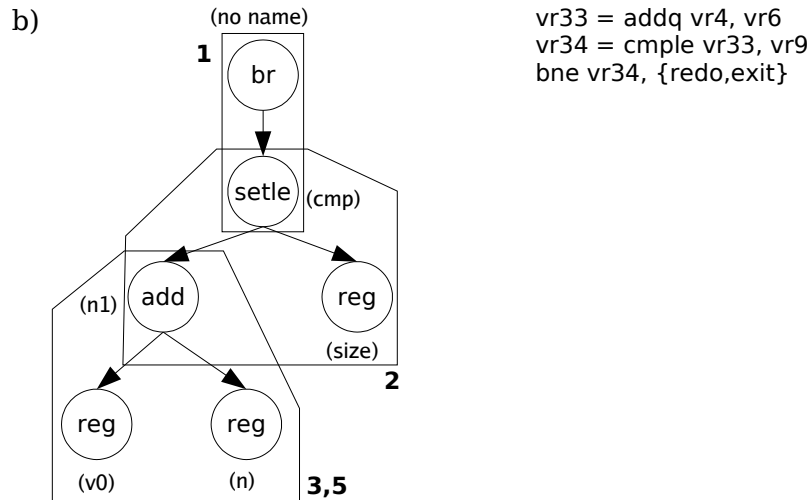 b)
(no name)
vr33 = addq vr4, vr6
vr34 = cmple vr33, vr9
bne vr34, {redo,exit}
1
br
setle
(cmp)
(n1)
add
reg
(size)
2
reg
reg
(v0)
(n)
3,5